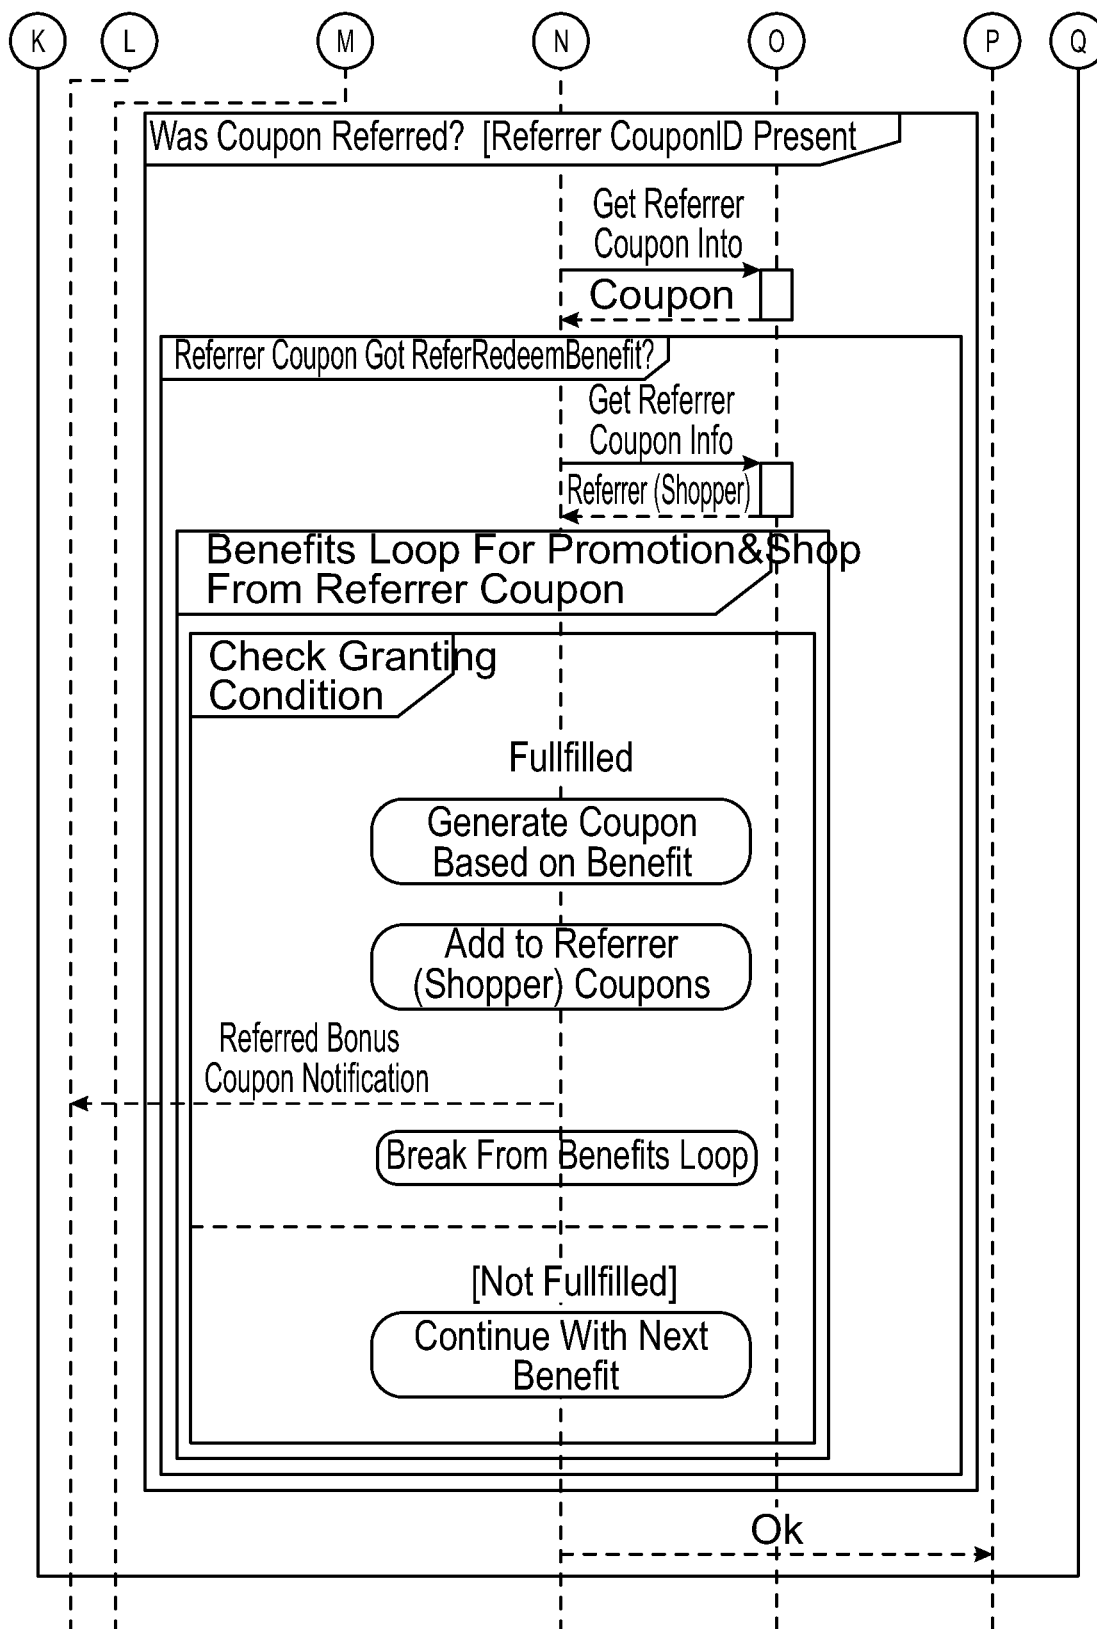 K L M N O P Q
Was Coupon Referred? [Referrer CouponID Present
Get Referrer
Coupon Into
Coupon
Referrer Coupon Got ReferRedeemBenefit?
Get Referrer
Coupon Info
Referrer (Shopper)
Benefits Loop For Promotion&Shop
From Referrer Coupon
Check Granting
Condition
Fullfilled
Generate Coupon
Based on Benefit
Add to Referrer
(Shopper) Coupons
Referred Bonus
Coupon Notification
Break From Benefits Loop
[Not Fullfilled]
Continue With Next
Benefit
Ok